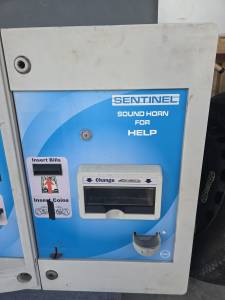 SENTINEL
SOUND HORN
FOR
HELP
Insert Bills
Change
Insert Coins